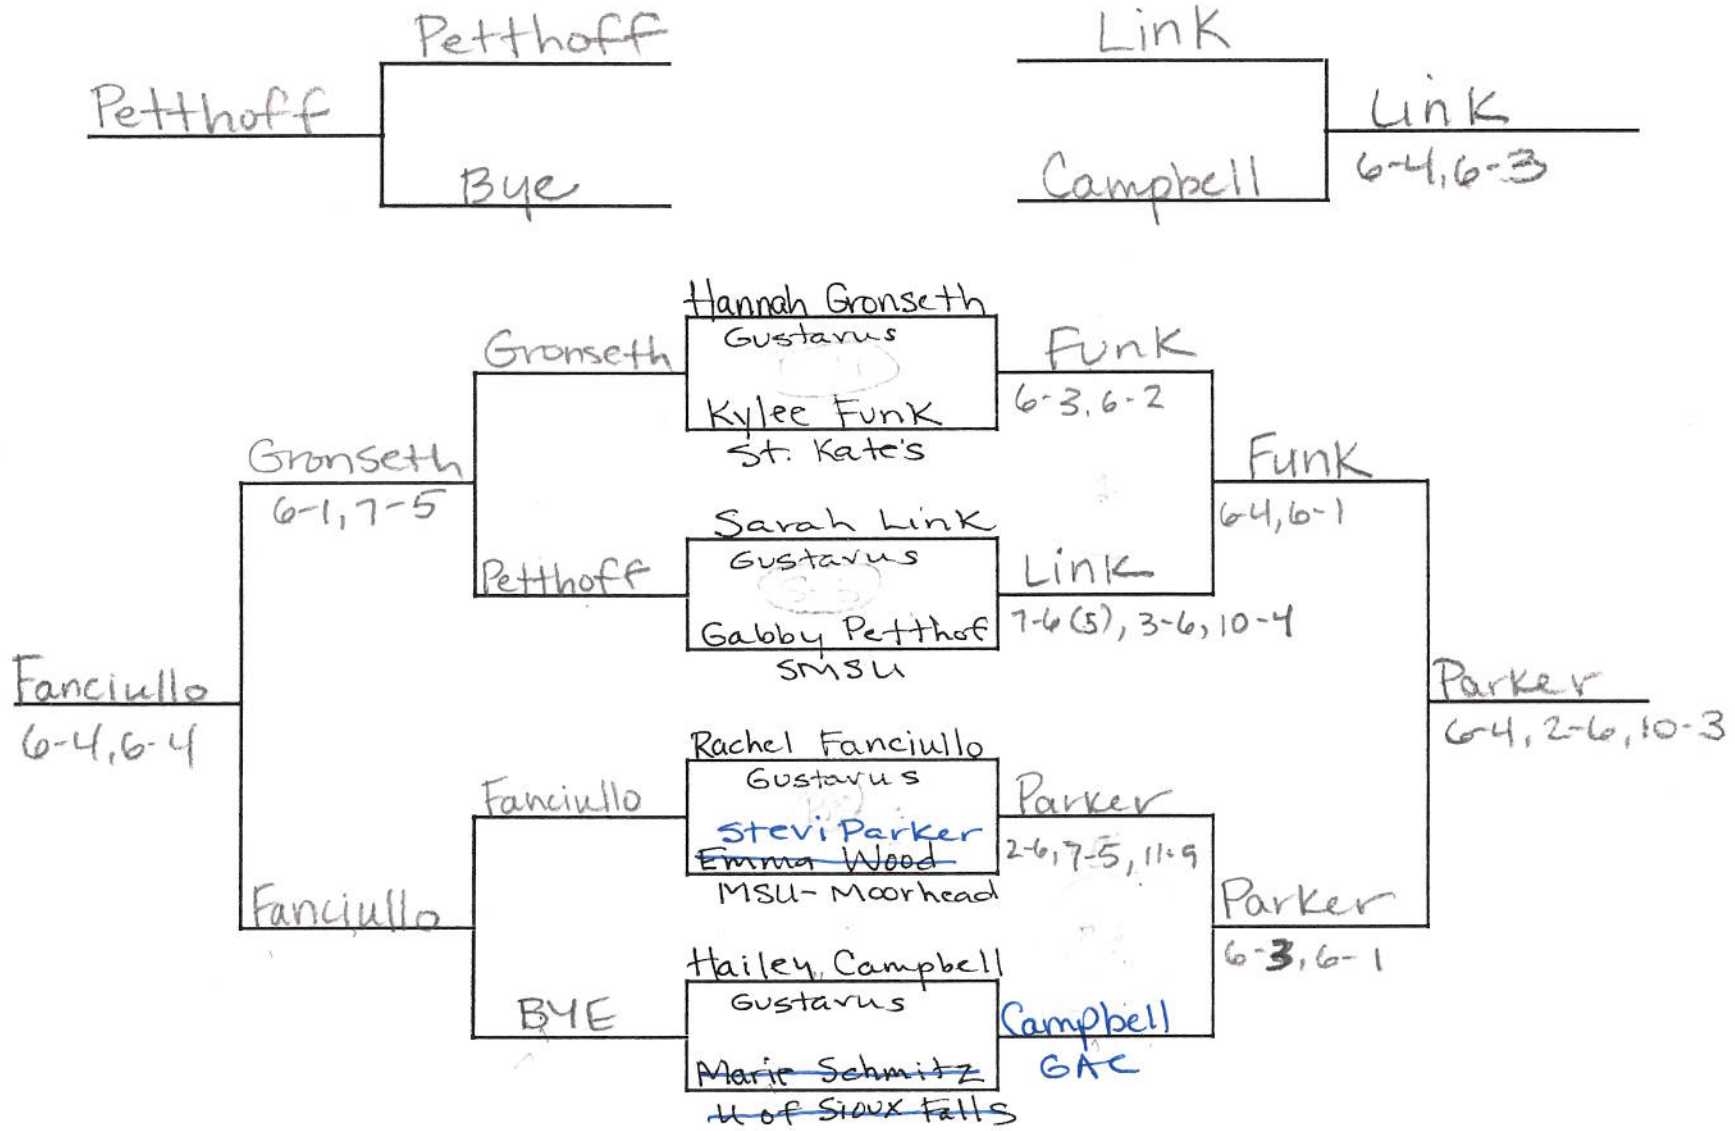 Petthoff
Petthoff
Bye
Link
Link
6-4, 6-3
Campbell
Hannah Gronseth
Gustavus
Kylee Funk
St. Kate's
Gronseth
Funk
6-3, 6-2
Gronseth
6-1, 7-5
Funk
6-4, 6-1
Sarah Link
Gustavus
Gabby Petthof
SMSU
Petthoff
Link
7-6(5), 3-6, 10-4
Fanciullo
6-4, 6-4
Parker
6-4, 2-6, 10-3
Rachel Fanciullo
Gustavus
Stevi Parker
Emma Wood
MSU-Moorhead
Fanciullo
Parker
2-6, 7-5, 11-9
Fanciullo
Parker
6-3, 6-1
Hailey Campbell
Gustavus
Marie Schmitz
U of Sioux Falls
BYE
Campbell
GAC